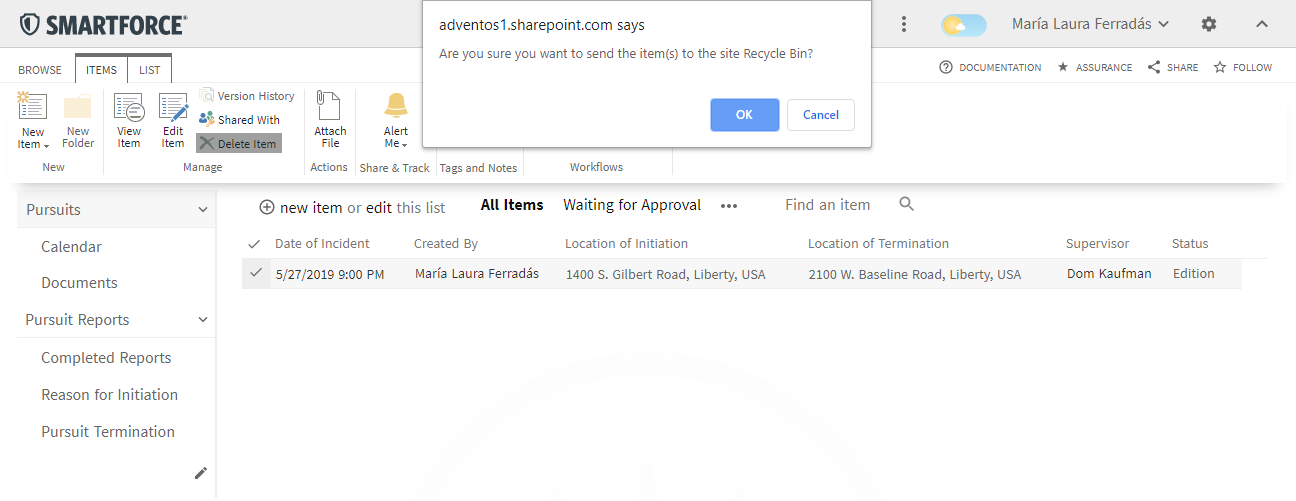 SMARTFORCE®
adventos1.sharepoint.com says
Are you sure you want to send the item(s) to the site Recycle Bin?
OK
Cancel
María Laura Ferradás
BROWSE
ITEMS
LIST
DOCUMENTATION
ASSURANCE
SHARE
FOLLOW
New Item
New Folder
New
View Item
Edit Item
Version History
Shared With
Delete Item
Manage
Attach File
Actions
Alert Me
Share & Track
Tags and Notes
Workflows
Pursuits
Calendar
Documents
Pursuit Reports
Completed Reports
Reason for Initiation
Pursuit Termination
new item or edit this list
All Items
Waiting for Approval
Find an item
Date of Incident Created By Location of Initiation Location of Termination Supervisor Status
5/27/2019 9:00 PM María Laura Ferradás 1400 S. Gilbert Road, Liberty, USA 2100 W. Baseline Road, Liberty, USA Dom Kaufman Edition